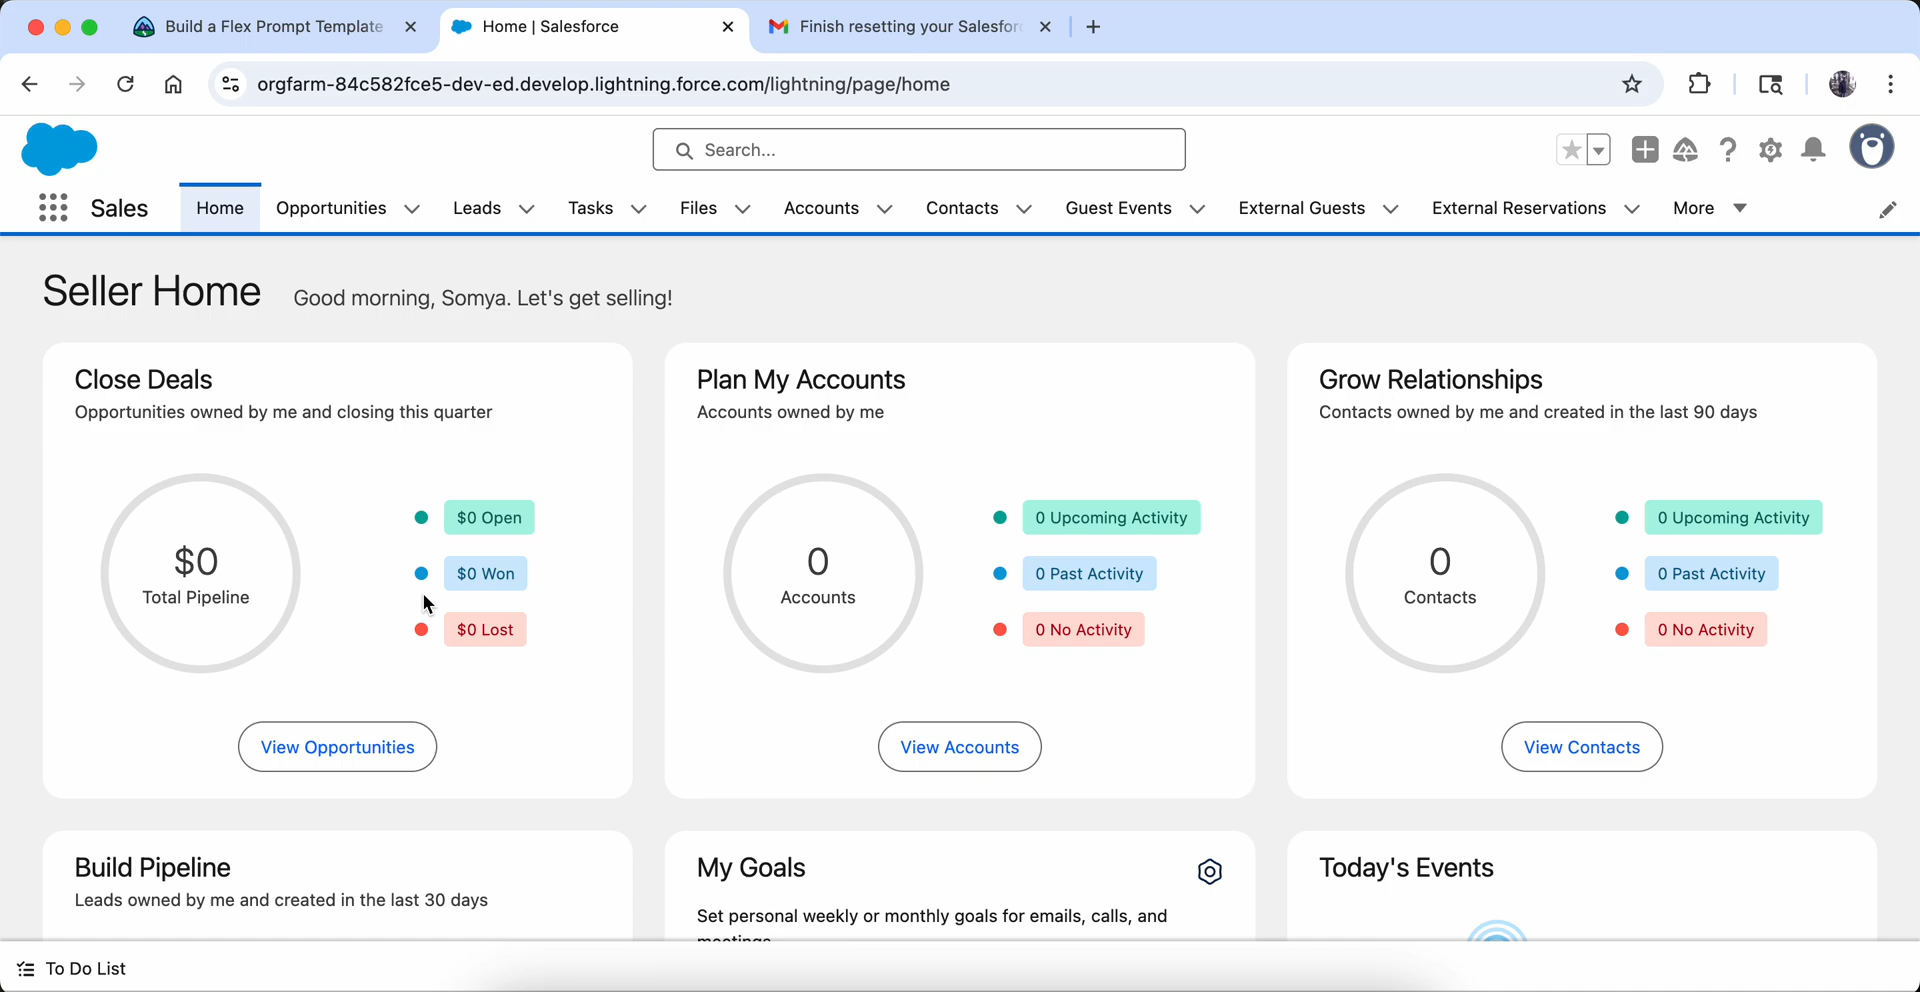 Build a Flex Prompt Template
Home | Salesforce
Finish resetting your Salesforc
orgfarm-84c582fce5-dev-ed.develop.lightning.force.com/lightning/page/home
Search...
Sales
Home
Opportunities
Leads
Tasks
Files
Accounts
Contacts
Guest Events
External Guests
External Reservations
More
Seller Home
Good morning, Somya. Let's get selling!
Close Deals
Opportunities owned by me and closing this quarter
$0
Total Pipeline
$0 Open
$0 Won
$0 Lost
View Opportunities
Plan My Accounts
Accounts owned by me
0
Accounts
0 Upcoming Activity
0 Past Activity
0 No Activity
View Accounts
Grow Relationships
Contacts owned by me and created in the last 90 days
0
Contacts
0 Upcoming Activity
0 Past Activity
0 No Activity
View Contacts
Build Pipeline
Leads owned by me and created in the last 30 days
My Goals
Set personal weekly or monthly goals for emails, calls, and
meetings
Today's Events
To Do List